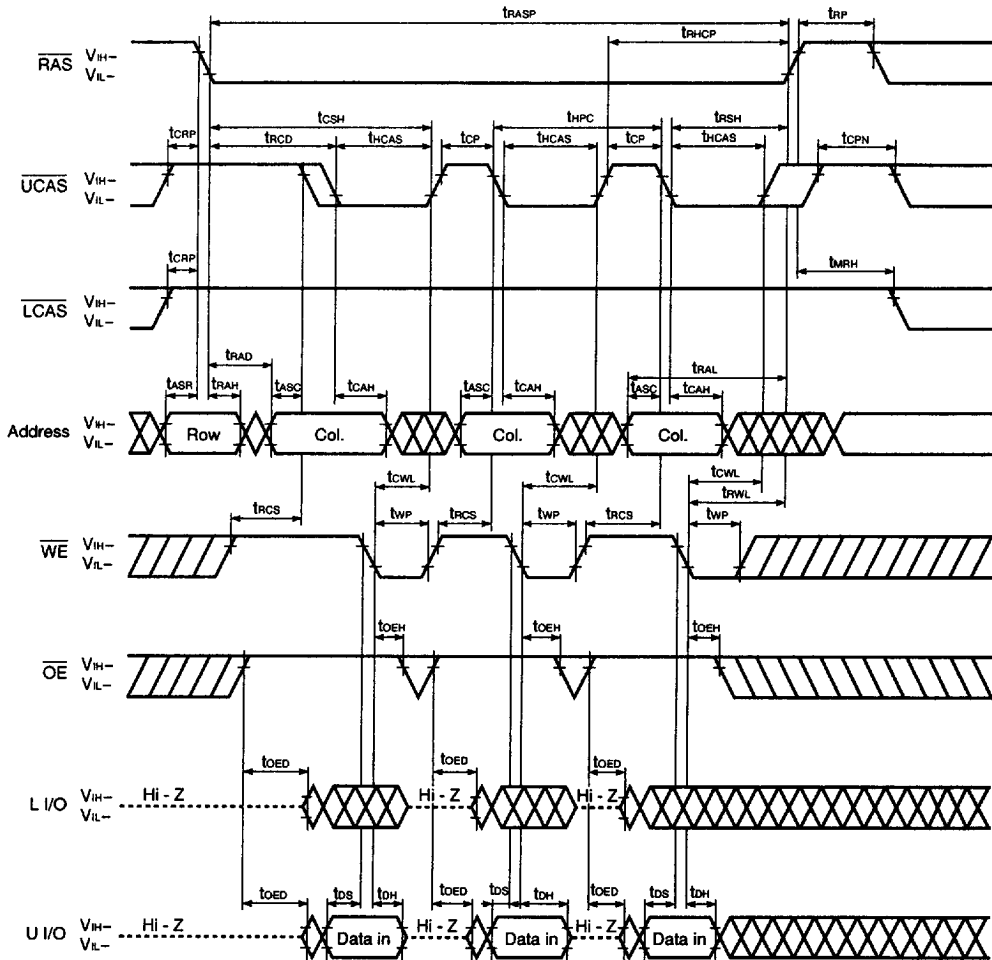 tRASP tRP
tRHCP
RAS VIH– VIL–
tCSH tHPC tRSH
tCRP tRCD tHCAS tCP tHCAS tCP tHCAS tCPN
UCAS VIH– VIL–
tCRP tMRH
LCAS VIH– VIL–
tRAD tRAL
tASR tRAH tASC tCAH tASC tCAH tASC tCAH
Address VIH– VIL– Row Col. Col. Col.
tCWL tCWL tCWL
tRWL
tRCS tWP tRCS tWP tRCS tWP
WE VIH– VIL–
tOEH tOEH tOEH
OE VIH– VIL–
tOED tOED tOED
L I/O VIH– VIL– Hi - Z Hi - Z Hi - Z
tOED tDS tDH tOED tDS tDH tOED tDS tDH
U I/O VIH– VIL– Hi - Z Data in Hi - Z Data in Hi - Z Data in